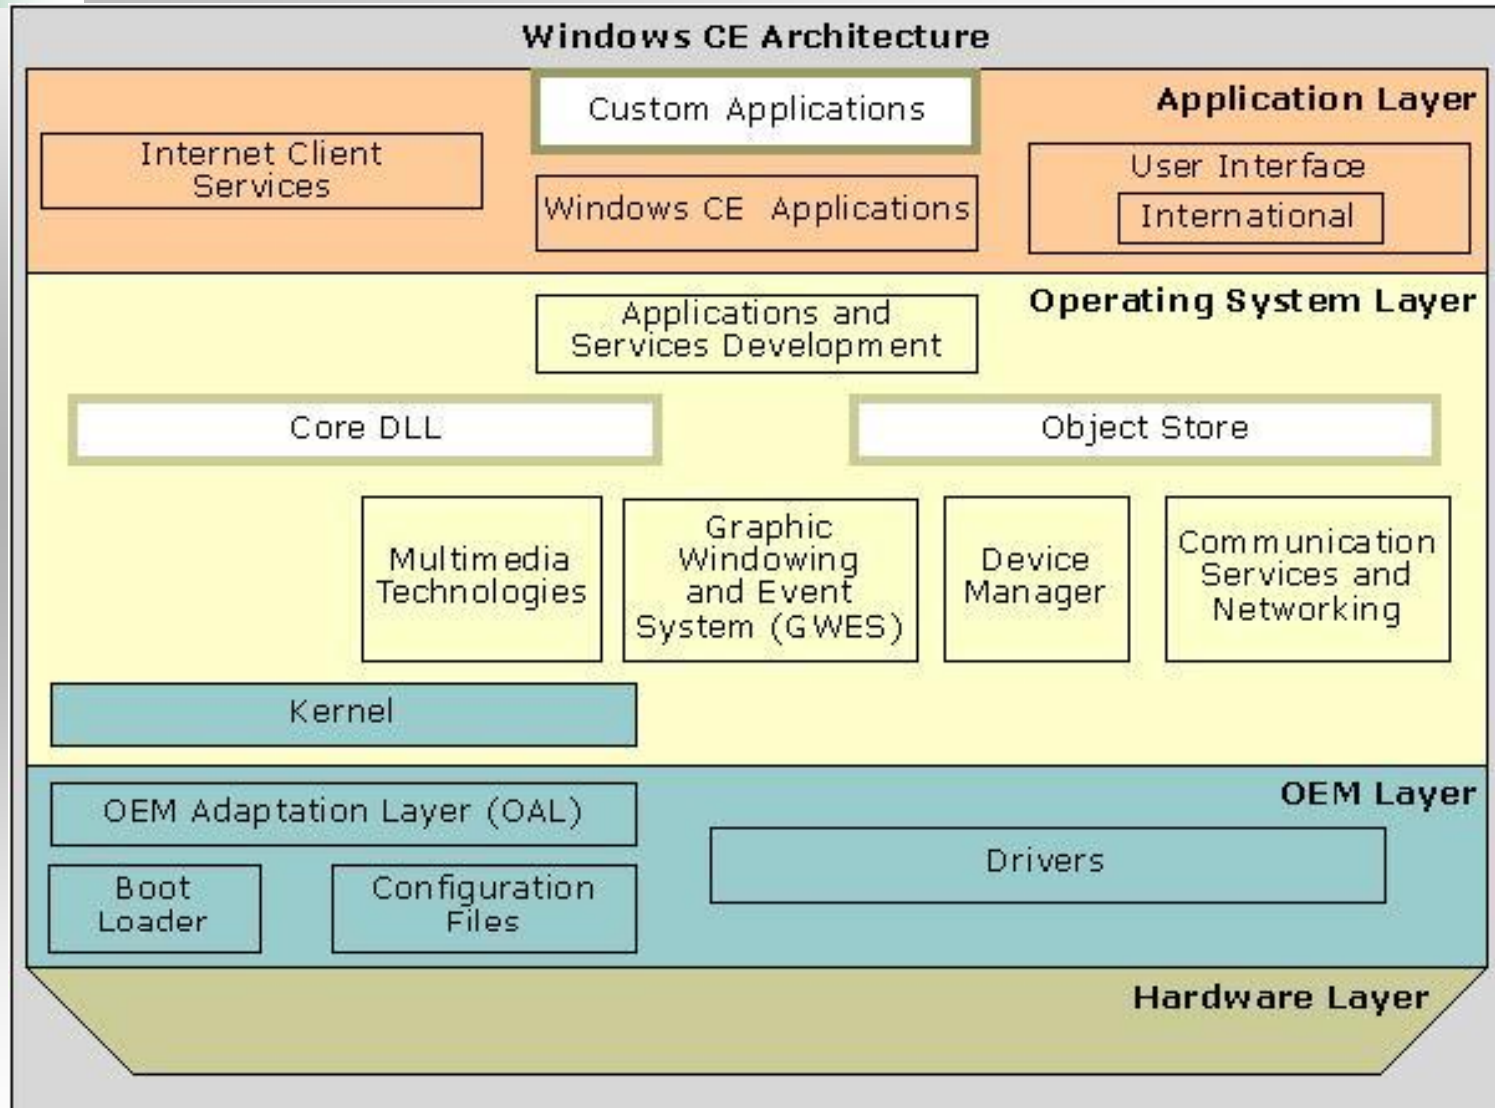 Windows CE Architecture
Application Layer
Custom Applications
Internet Client
Services
Windows CE Applications
User Interface
International
Operating System Layer
Applications and
Services Development
Core DLL
Object Store
Multimedia
Technologies
Graphic
Windowing
and Event
System (GWES)
Device
Manager
Communication
Services and
Networking
Kernel
OEM Layer
OEM Adaptation Layer (OAL)
Boot
Loader
Configuration
Files
Drivers
Hardware Layer